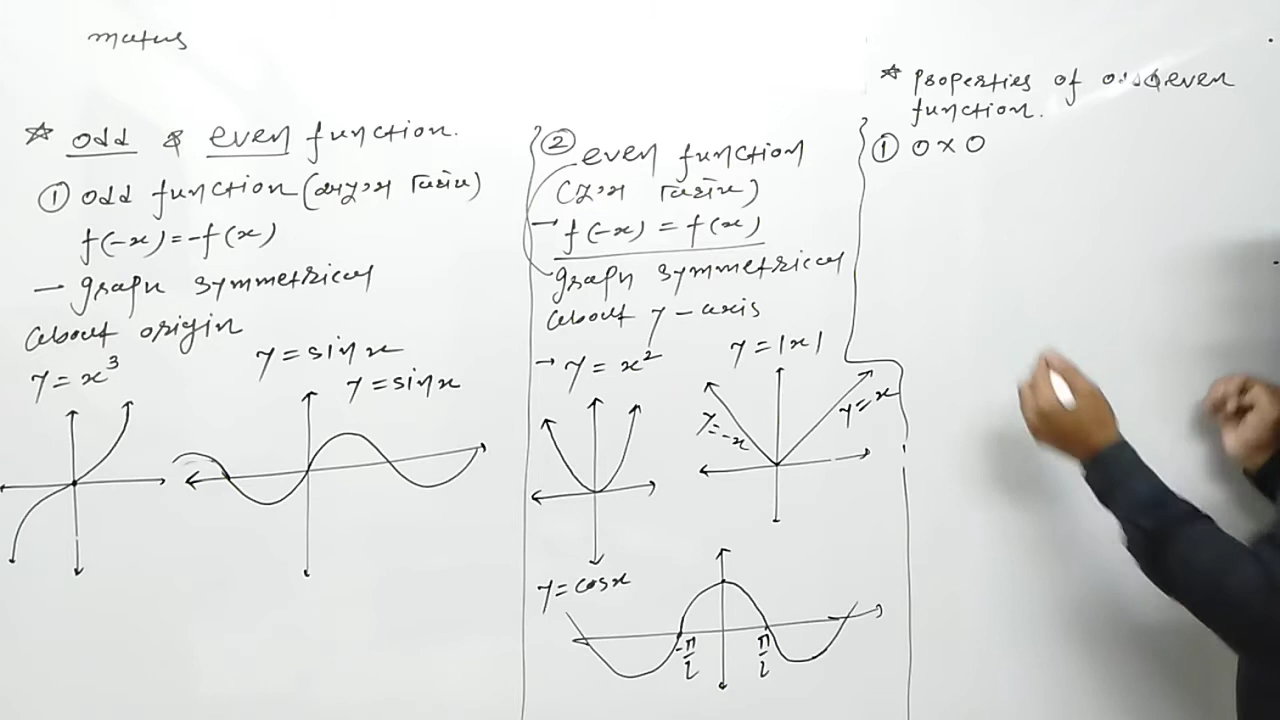 maths
☆ odd & even function.
① odd function (
f(-x) = -f(x)
→ graph symmetrical
about origin
y = x³
y = sin x
y = sin x
② even function
→ f(-x) = f(x)
graph symmetrical
about y-axis
→ y = x²
y = |x|
y = -x
y = x
y = cos x
-π/2
π/2
☆ properties of odd & even
function.
① O × O